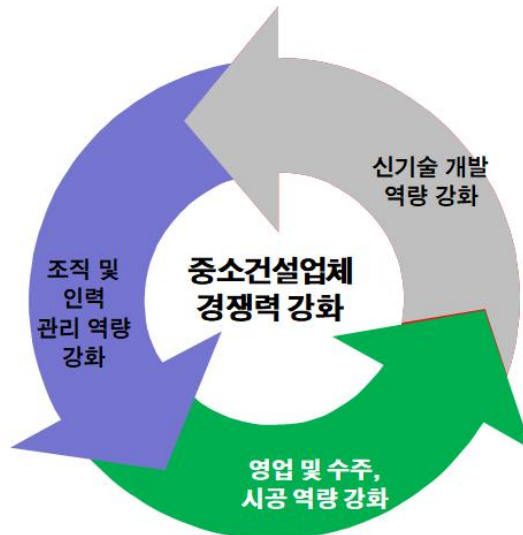 신기술 개발
역량 강화
조직 및
인력
관리 역량
강화
중소건설업체
경쟁력 강화
영업 및 수주,
시공 역량 강화